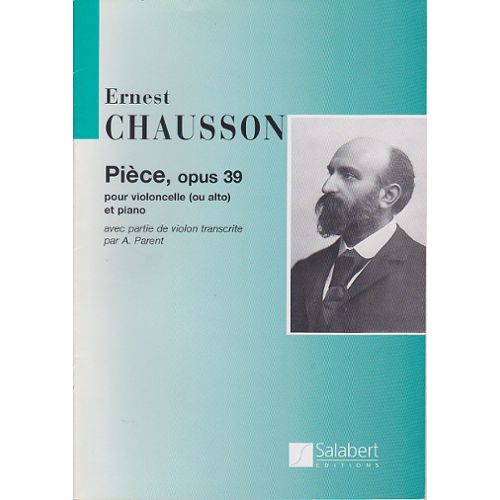 Ernest
CHAUSSON
Pièce, opus 39
pour violoncelle (ou alto)
et piano
avec partie de violon transcrite
par A. Parent
Salabert
EDITIONS